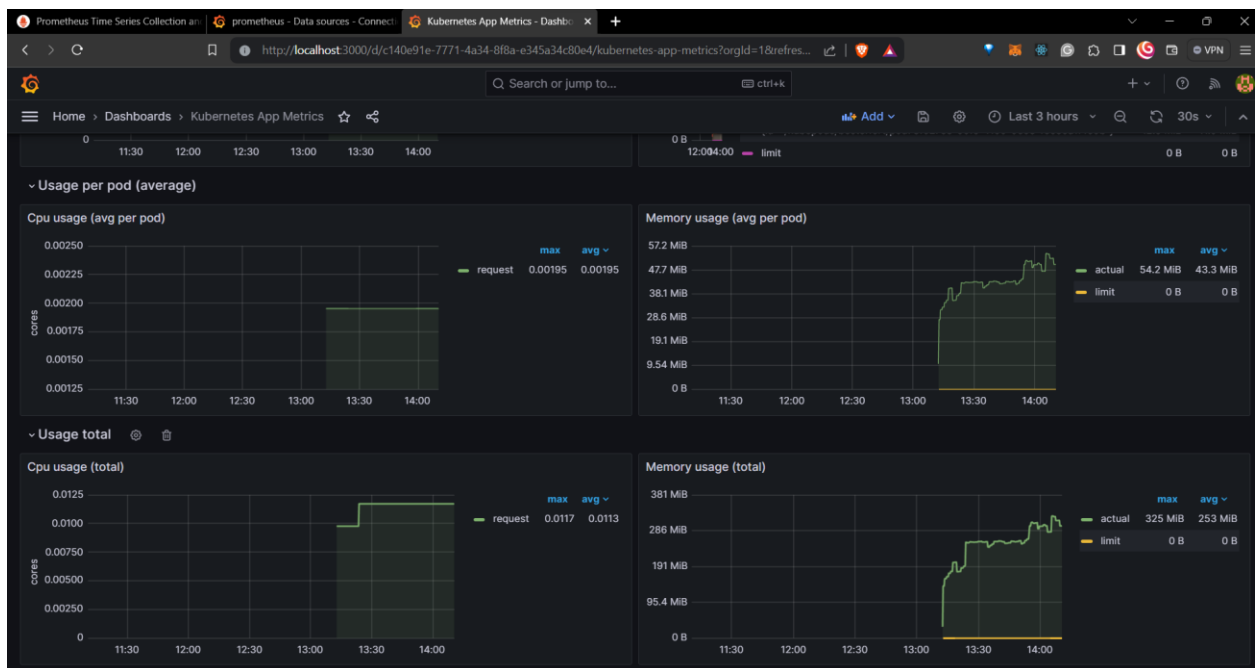 Prometheus Time Series Collection an
prometheus - Data sources - Connecti
Kubernetes App Metrics - Dashbo
http://localhost:3000/d/c140e91e-7771-4a34-8f8a-e345a34c80e4/kubernetes-app-metrics?orgId=1&refres...
VPN
Search or jump to...
ctrl+k
Home › Dashboards › Kubernetes App Metrics
Add
Last 3 hours
30s
0
11:30 12:00 12:30 13:00 13:30 14:00
0 B
limit 0 B 0 B
Usage per pod (average)
Cpu usage (avg per pod)
0.00250
0.00225
0.00200
0.00175
0.00150
0.00125
cores
11:30 12:00 12:30 13:00 13:30 14:00
max avg
request 0.00195 0.00195
Memory usage (avg per pod)
57.2 MiB
47.7 MiB
38.1 MiB
28.6 MiB
19.1 MiB
9.54 MiB
0 B
11:30 12:00 12:30 13:00 13:30 14:00
max avg
actual 54.2 MiB 43.3 MiB
limit 0 B 0 B
Usage total
Cpu usage (total)
0.0125
0.0100
0.00750
0.00500
0.00250
0
cores
11:30 12:00 12:30 13:00 13:30 14:00
max avg
request 0.0117 0.0113
Memory usage (total)
381 MiB
286 MiB
191 MiB
95.4 MiB
0 B
11:30 12:00 12:30 13:00 13:30 14:00
max avg
actual 325 MiB 253 MiB
limit 0 B 0 B